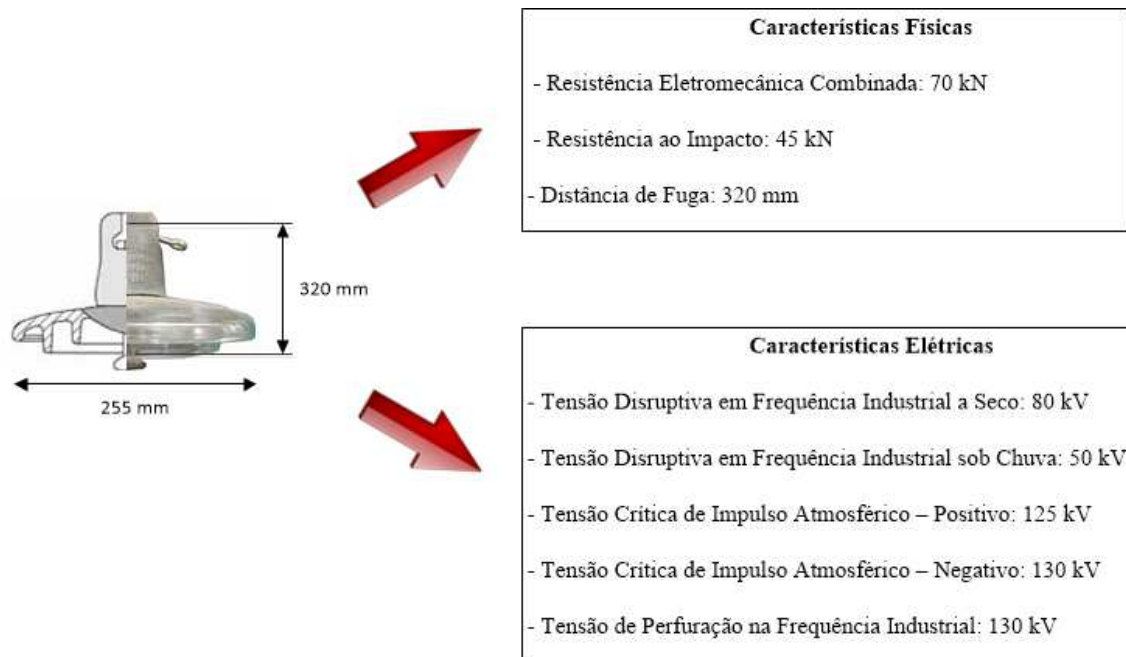 Características Físicas
- Resistência Eletromecânica Combinada: 70 kN
- Resistência ao Impacto: 45 kN
- Distância de Fuga: 320 mm
320 mm
255 mm
Características Elétricas
- Tensão Disruptiva em Frequência Industrial a Seco: 80 kV
- Tensão Disruptiva em Frequência Industrial sob Chuva: 50 kV
- Tensão Crítica de Impulso Atmosférico – Positivo: 125 kV
- Tensão Crítica de Impulso Atmosférico – Negativo: 130 kV
- Tensão de Perfuração na Frequência Industrial: 130 kV